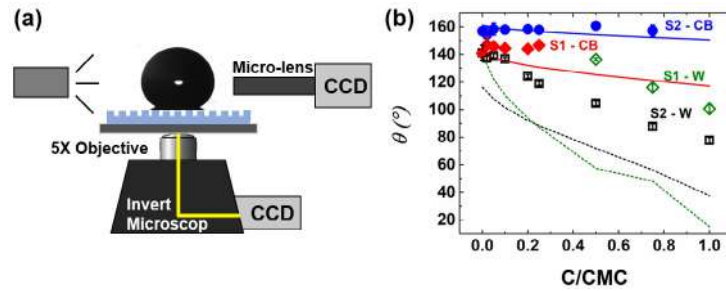 (a)
Micro-lens
CCD
5X Objective
Invert
Microscop
CCD
(b)
θ (°)
160
140
120
100
80
60
40
20
S2 - CB
S1 - CB
S1 - W
S2 - W
0.0 0.2 0.4 0.6 0.8 1.0
C/CMC